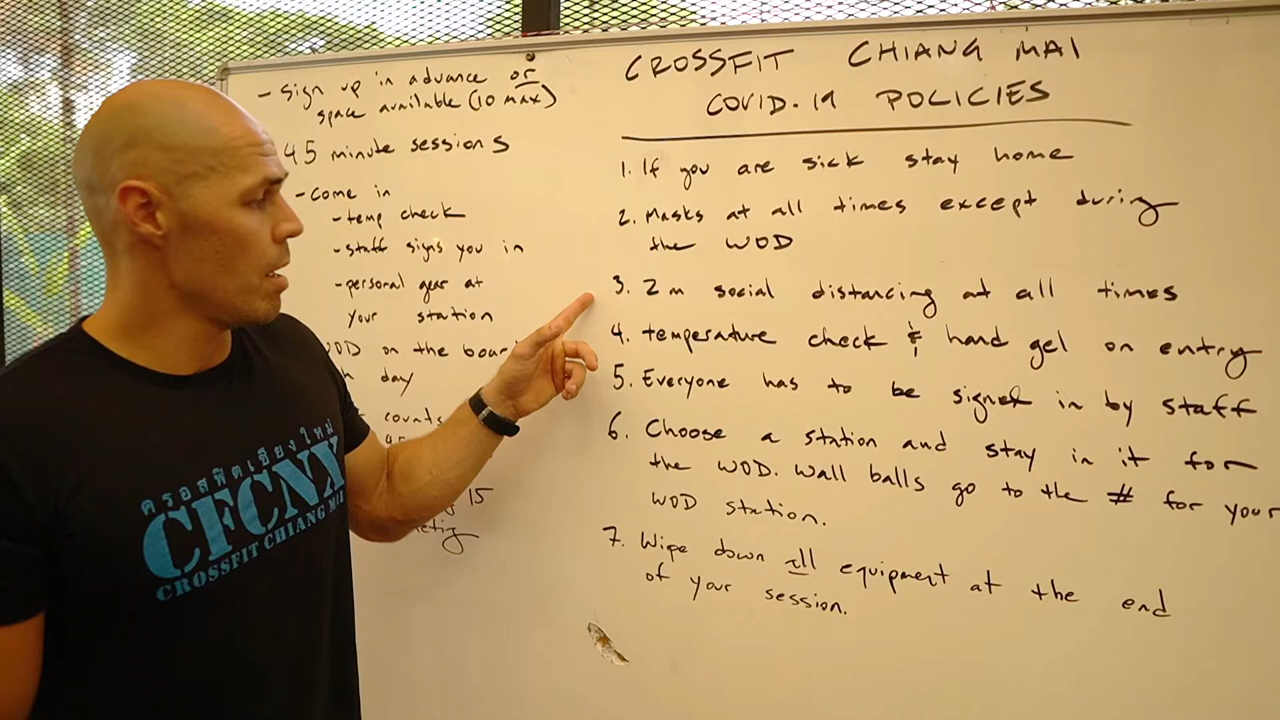 - Sign up in advance or
space available (10 max)
45 minute sessions
- Come in
- temp check
- staff signs you in
- personal gear at
your station
WOD on the board
day
counts
15
CROSSFIT CHIANG MAI
COVID.19 POLICIES
1. If you are sick stay home
2. Masks at all times except during
the WOD
3. 2m social distancing at all times
4. temperature check & hand gel on entry
5. Everyone has to be signed in by staff
6. Choose a station and stay in it for
the WOD. Wall balls go to the # for your
WOD station.
7. Wipe down all equipment at the end
of your session.
ครอสฟิตเชียงใหม่
CFCNX
CROSSFIT CHIANG MAI